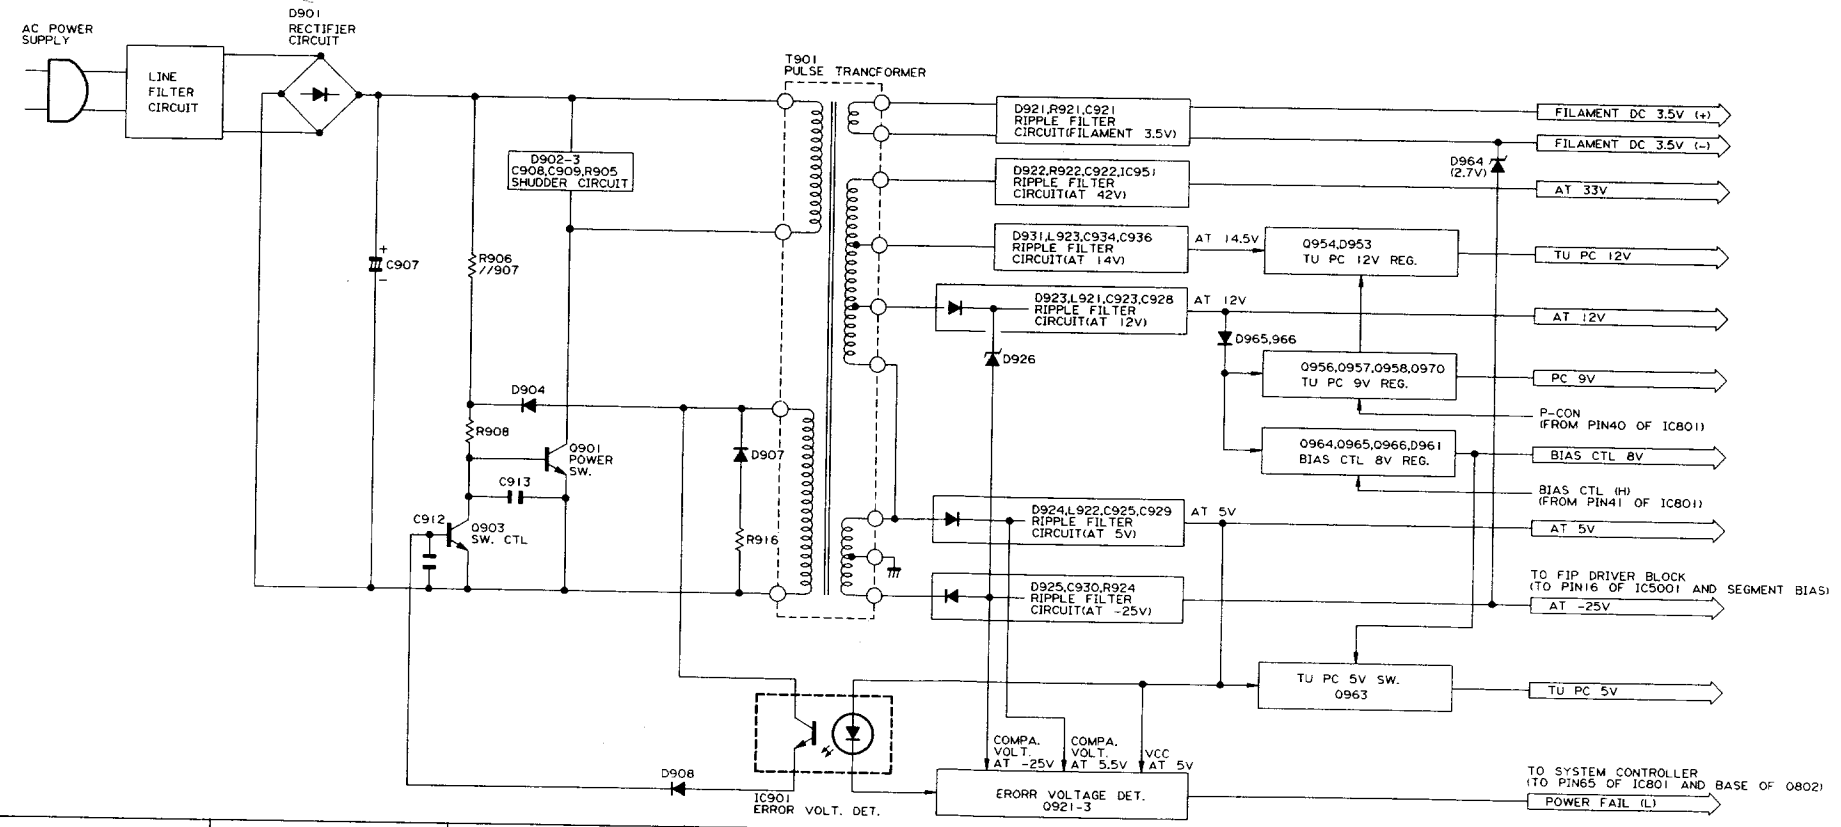 AC POWER
SUPPLY
D901
RECTIFIER
CIRCUIT
LINE
FILTER
CIRCUIT
T901
PULSE TRANCFORMER
D902-3
C908,C909,R905
SHUDDER CIRCUIT
+
C907
-
R906
//907
D904
R908
Q901
POWER
SW.
C913
C912
Q903
SW. CTL
D907
R916
D908
IC901
ERROR VOLT. DET.
D921,R921,C921
RIPPLE FILTER
CIRCUIT(FILAMENT 3.5V)
D922,R922,C922,IC951
RIPPLE FILTER
CIRCUIT(AT 42V)
D931,L923,C934,C936
RIPPLE FILTER
CIRCUIT(AT 14V)
AT 14.5V
D923,L921,C923,C928
RIPPLE FILTER
CIRCUIT(AT 12V)
AT 12V
D926
D965,966
Q954,D953
TU PC 12V REG.
Q956,Q957,Q958,Q970
TU PC 9V REG.
Q964,Q965,Q966,D961
BIAS CTL 8V REG.
D924,L922,C925,C929
RIPPLE FILTER
CIRCUIT(AT 5V)
AT 5V
D925,C930,R924
RIPPLE FILTER
CIRCUIT(AT -25V)
TU PC 5V SW.
Q963
COMPA.
VOLT.
AT -25V
COMPA.
VOLT.
AT 5.5V
VCC
AT 5V
ERORR VOLTAGE DET.
Q921-3
D964
(2.7V)
FILAMENT DC 3.5V (+)
FILAMENT DC 3.5V (-)
AT 33V
TU PC 12V
AT 12V
PC 9V
P-CON
(FROM PIN40 OF IC801)
BIAS CTL 8V
BIAS CTL (H)
(FROM PIN41 OF IC801)
AT 5V
TO FIP DRIVER BLOCK
(TO PIN16 OF IC5001 AND SEGMENT BIAS)
AT -25V
TU PC 5V
TO SYSTEM CONTROLLER
(TO PIN65 OF IC801 AND BASE OF Q802)
POWER FAIL (L)